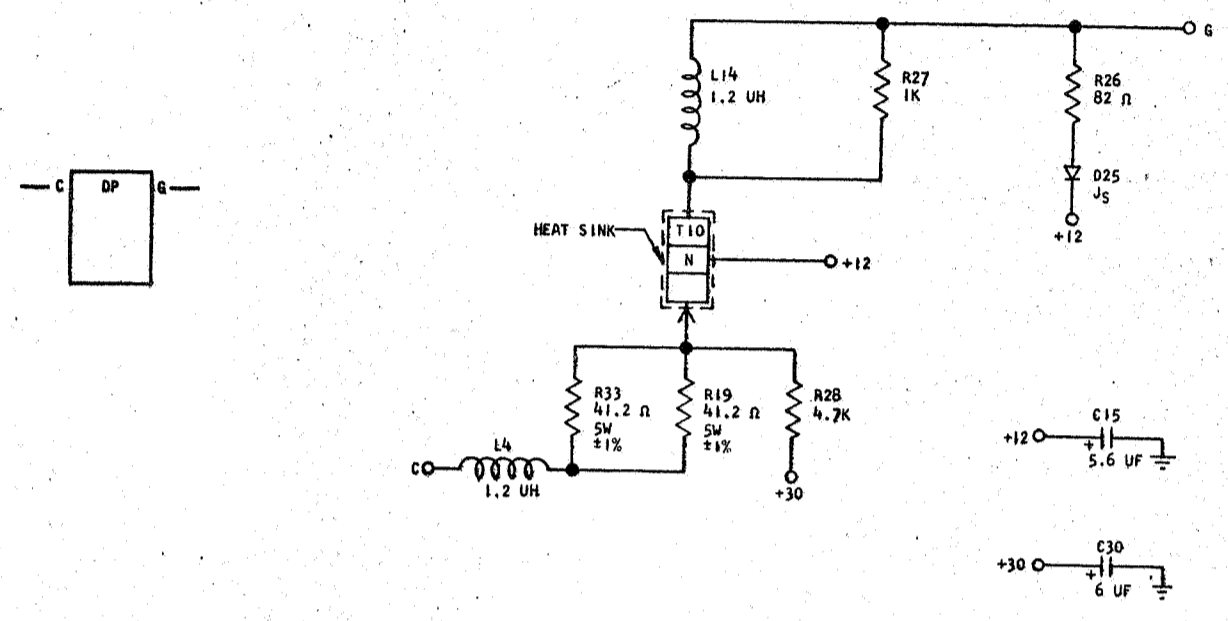 C DP G
G
L14
1.2 UH
R27
1K
R26
82 Ω
D25
JS
+12
HEAT SINK
T10
N
+12
R33
41.2 Ω
5W
±1%
R19
41.2 Ω
5W
±1%
R28
4.7K
+30
L4
C
1.2 UH
C15
+12
+
5.6 UF
C30
+30
+
6 UF